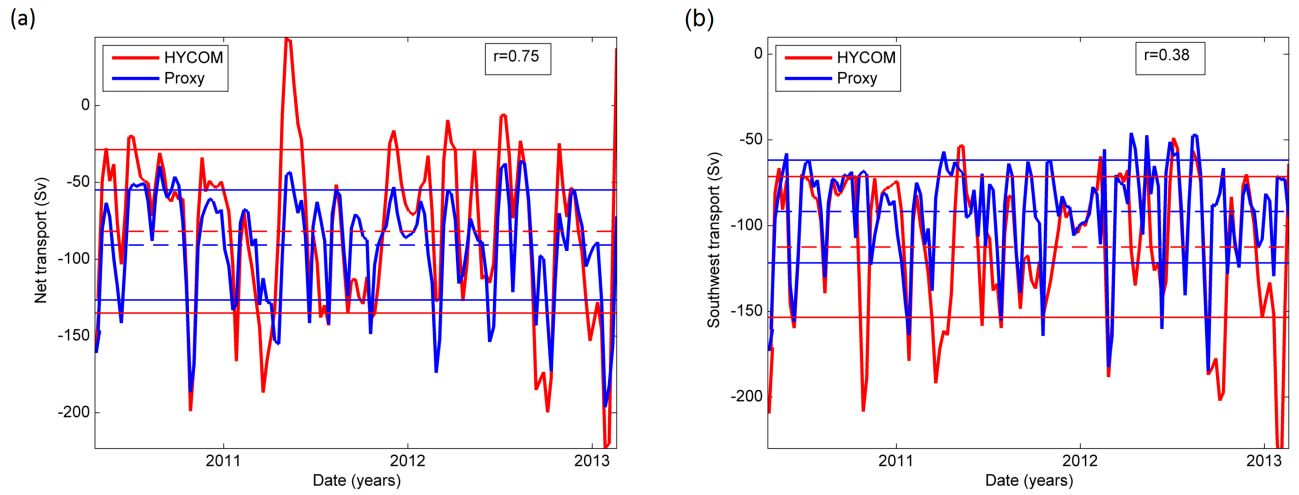 (a)
HYCOM
Proxy
r=0.75
0
-50
-100
-150
-200
Net transport (Sv)
2011
2012
2013
Date (years)
(b)
HYCOM
Proxy
r=0.38
0
-50
-100
-150
-200
Southwest transport (Sv)
2011
2012
2013
Date (years)